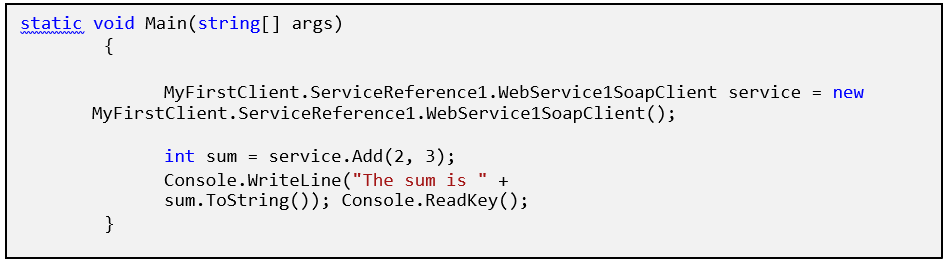 static void Main(string[] args)
{
MyFirstClient.ServiceReference1.WebService1SoapClient service = new
MyFirstClient.ServiceReference1.WebService1SoapClient();
int sum = service.Add(2, 3);
Console.WriteLine("The sum is " +
sum.ToString()); Console.ReadKey();
}